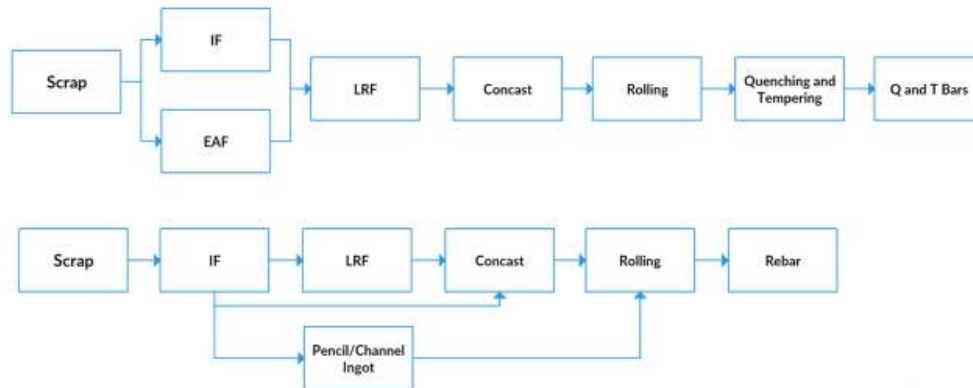 IF
Scrap
LRF
Concast
Rolling
Quenching and
Tempering
Q and T Bars
EAF
Scrap
IF
LRF
Concast
Rolling
Rebar
Pencil/Channel
Ingot